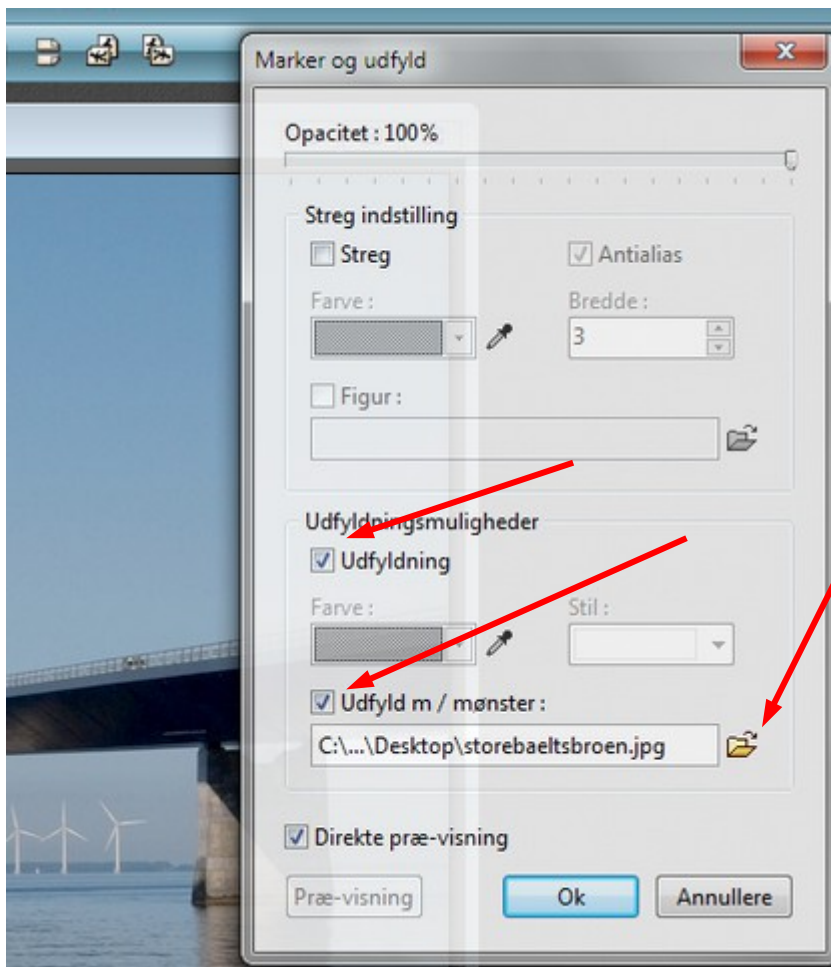 Marker og udfyld
Opacitet : 100%
Streg indstilling
Streg
Antialias
Farve :
Bredde :
3
Figur :
Udfyldningsmuligheder
Udfyldning
Farve :
Stil :
Udfyld m / mønster :
C:\...\Desktop\storebaeltsbroen.jpg
Direkte præ-visning
Præ-visning
Ok
Annullere